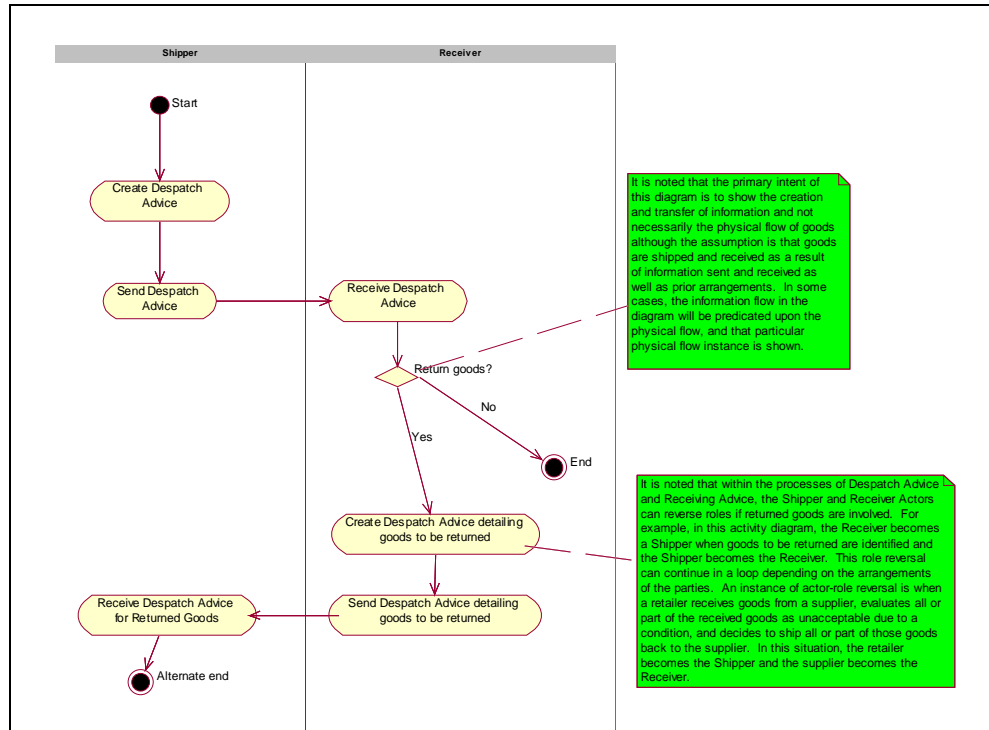 Shipper
Receiver
Start
Create Despatch
Advice
Send Despatch
Advice
Receive Despatch
Advice
It is noted that the primary intent of
this diagram is to show the creation
and transfer of information and not
necessarily the physical flow of goods
although the assumption is that goods
are shipped and received as a result
of information sent and received as
well as prior arrangements.  In some
cases, the information flow in the
diagram will be predicated upon the
physical flow, and that particular
physical flow instance is shown.
Return goods?
No
Yes
End
Create Despatch Advice detailing
goods to be returned
It is noted that within the processes of Despatch Advice
and Receiving Advice, the Shipper and Receiver Actors
can reverse roles if returned goods are involved.  For
example, in this activity diagram, the Receiver becomes
a Shipper when goods to be returned are identified and
the Shipper becomes the Receiver.  This role reversal
can continue in a loop depending on the arrangements
of the parties.  An instance of actor-role reversal is when
a retailer receives goods from a supplier, evaluates all or
part of the received goods as unacceptable due to a
condition, and decides to ship all or part of those goods
back to the supplier.  In this situation, the retailer
becomes the Shipper and the supplier becomes the
Receiver.
Receive Despatch Advice
for Returned Goods
Send Despatch Advice detailing
goods to be returned
Alternate end